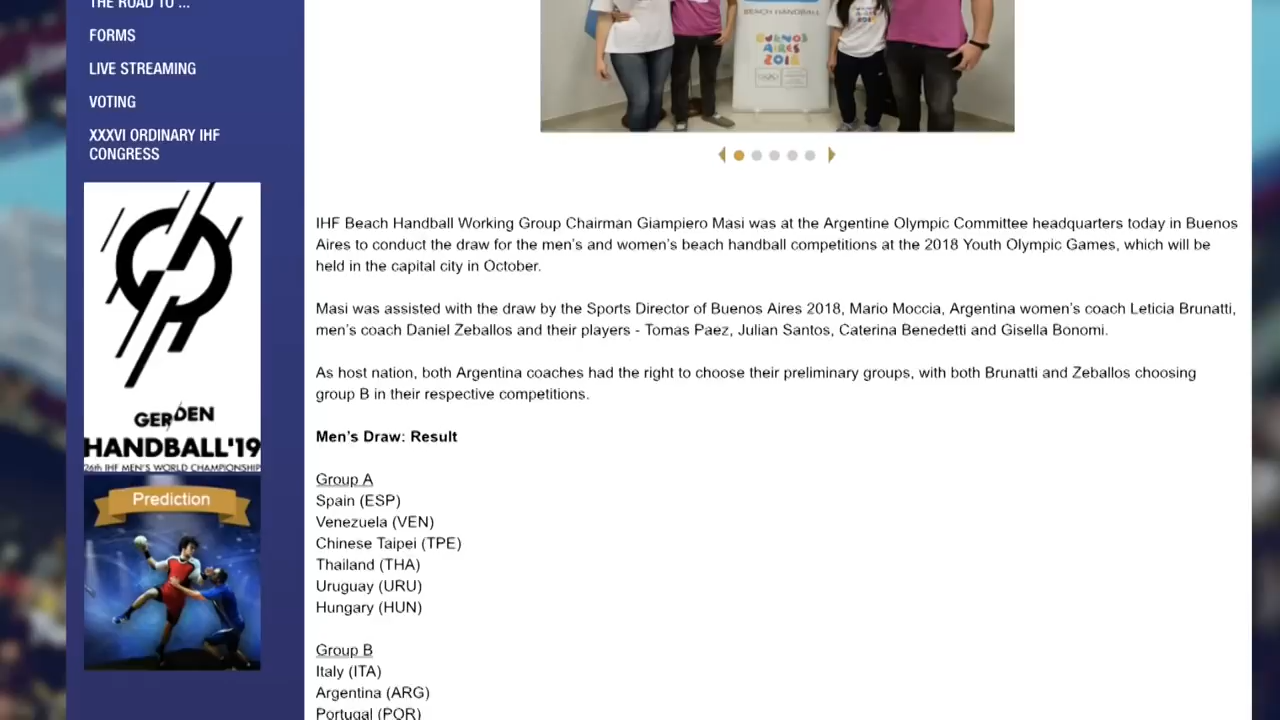 THE ROAD TO ...
FORMS
LIVE STREAMING
VOTING
XXXVI ORDINARY IHF
CONGRESS
GERDEN
HANDBALL'19
26th IHF MEN'S WORLD CHAMPIONSHIP
Prediction
BEACH HANDBALL
BUENOS
AIRES
2018
IHF Beach Handball Working Group Chairman Giampiero Masi was at the Argentine Olympic Committee headquarters today in Buenos
Aires to conduct the draw for the men's and women's beach handball competitions at the 2018 Youth Olympic Games, which will be
held in the capital city in October.
Masi was assisted with the draw by the Sports Director of Buenos Aires 2018, Mario Moccia, Argentina women's coach Leticia Brunatti,
men's coach Daniel Zeballos and their players - Tomas Paez, Julian Santos, Caterina Benedetti and Gisella Bonomi.
As host nation, both Argentina coaches had the right to choose their preliminary groups, with both Brunatti and Zeballos choosing
group B in their respective competitions.
Men's Draw: Result
Group A
Spain (ESP)
Venezuela (VEN)
Chinese Taipei (TPE)
Thailand (THA)
Uruguay (URU)
Hungary (HUN)
Group B
Italy (ITA)
Argentina (ARG)
Portugal (POR)